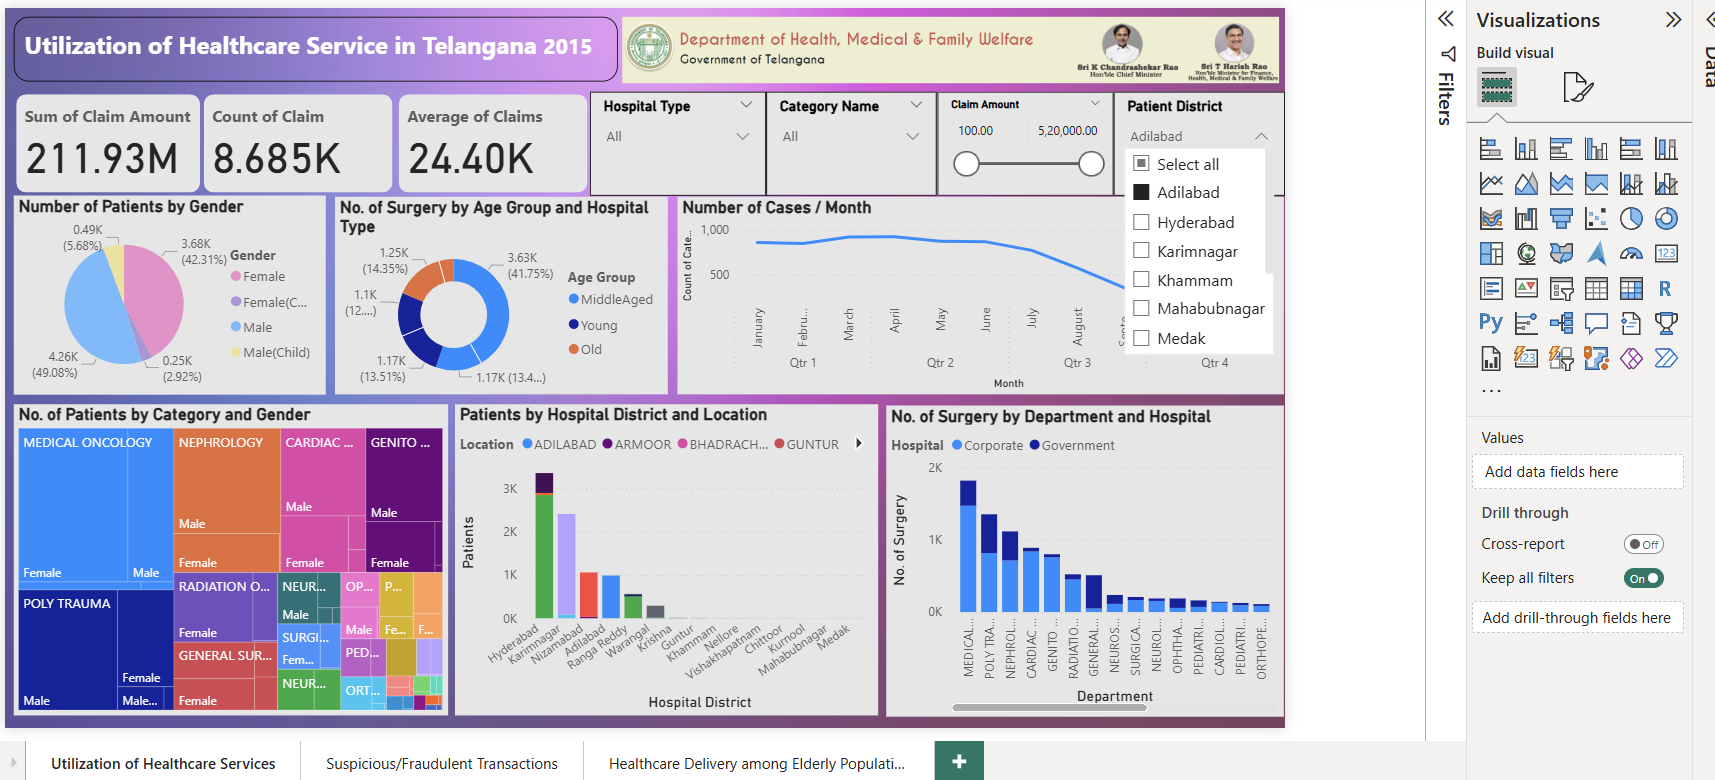 Utilization of Healthcare Service in Telangana 2015
Department of Health, Medical & Family Welfare
Government of Telangana
Sri K Chandrashekar Rao
Hon'ble Chief Minister
Sri T Harish Rao
Hon'ble Minister for Finance,
Health, Medical & Family Welfare
Sum of Claim Amount
211.93M
Count of Claim
8.685K
Average of Claims
24.40K
Hospital Type
All
Category Name
All
Claim Amount
100.00
5,20,000.00
Patient District
Adilabad
Select all
Adilabad
Hyderabad
Karimnagar
Khammam
Mahabubnagar
Medak
Number of Patients by Gender
0.49K
(5.68%)
3.68K
(42.31%)
4.26K
(49.08%)
0.25K
(2.92%)
Gender
Female
Female(C...
Male
Male(Child)
No. of Surgery by Age Group and Hospital
Type
1.25K
(14.35%)
3.63K
(41.75%)
1.1K
(12....)
1.17K
(13.51%)
1.17K (13.4...)
Age Group
MiddleAged
Young
Old
Number of Cases / Month
Count of Cate...
1,000
500
January
Febru...
March
April
May
June
July
August
Qtr 1
Qtr 2
Qtr 3
Qtr 4
Month
No. of Patients by Category and Gender
MEDICAL ONCOLOGY
Female
Male
POLY TRAUMA
Male
Female
Male...
NEPHROLOGY
Male
Female
CARDIAC ...
Male
Female
GENITO ...
Male
Female
RADIATION O...
Female
GENERAL SUR...
Female
NEUR...
Male
SURGI...
Fem...
NEUR...
OP...
Male
PED...
ORT...
P...
Fe...
F...
Patients by Hospital District and Location
Location
ADILABAD
ARMOOR
BHADRACH...
GUNTUR
Patients
3K
2K
1K
0K
Hyderabad
Karimnagar
Nizamabad
Adilabad
Ranga Reddy
Warangal
Krishna
Guntur
Khammam
Nellore
Vishakhapatnam
Chittoor
Kurnool
Mahabubnagar
Medak
Hospital District
No. of Surgery by Department and Hospital
Hospital
Corporate
Government
No. of Surgery
2K
1K
0K
MEDICAL...
POLY TRA...
NEPHROL...
CARDIAC ...
GENITO ...
RADIATIO...
GENERAL...
NEUROS...
SURGICA...
NEUROL...
OPHTHA...
PEDIATRI...
CARDIOL...
PEDIATRI...
ORTHOPE...
Department
Filters
Visualizations
Build visual
123
R
Py
123
...
Values
Add data fields here
Drill through
Cross-report
Off
Keep all filters
On
Add drill-through fields here
Data
Utilization of Healthcare Services
Suspicious/Fraudulent Transactions
Healthcare Delivery among Elderly Populati...
+